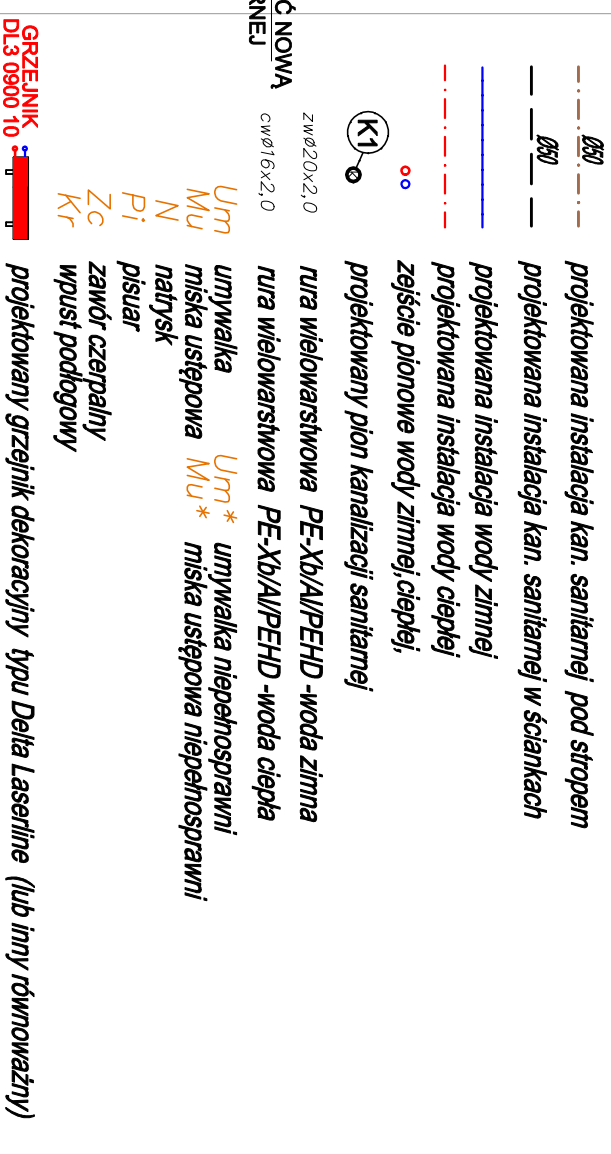 Ø50 projektowana instalacja kan. sanitarnej pod stropem
Ø50 projektowana instalacja kan. sanitarnej w ściankach
projektowana instalacja wody zimnej
projektowana instalacja wody ciepłej
zejście pionowe wody zimnej,ciepłej,
K1 K projektowany pion kanalizacji sanitarnej
zwø20x2,0 rura wielowarstwowa PE-Xb/Al/PEHD -woda zimna
cwø16x2,0 rura wielowarstwowa PE-Xb/Al/PEHD -woda ciepła
Um umywalka Um* umywalka niepełnosprawni
Mu miska ustępowa Mu* miska ustępowa niepełnosprawni
N natrysk
Pi pisuar
Zc zawór czerpalny
Kr wpust podłogowy
GRZEJNIK
DL3 0900 10 projektowany grzejnik dekoracyjny typu Delta Laserline (lub inny równoważny)
Ć NOWĄ
RNEJ